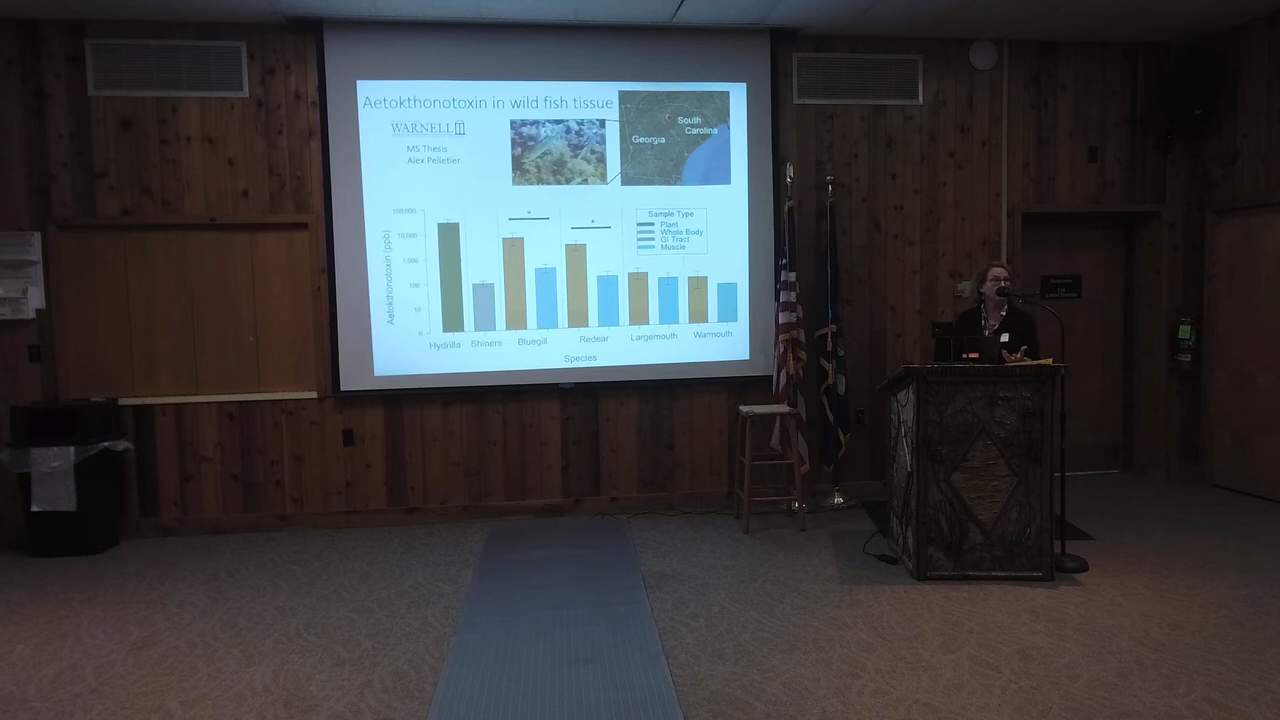 Aetokthonotoxin in wild fish tissue
WARNELL
MS Thesis
Alex Pelletier
South
Carolina
Georgia
Aetokthonotoxin (ppb)
100,000
10,000
1,000
100
10
0
*
*
Sample Type
Plant
Whole Body
GI Tract
Muscle
Hydrilla
Shiners
Bluegill
Redear
Largemouth
Warmouth
Species